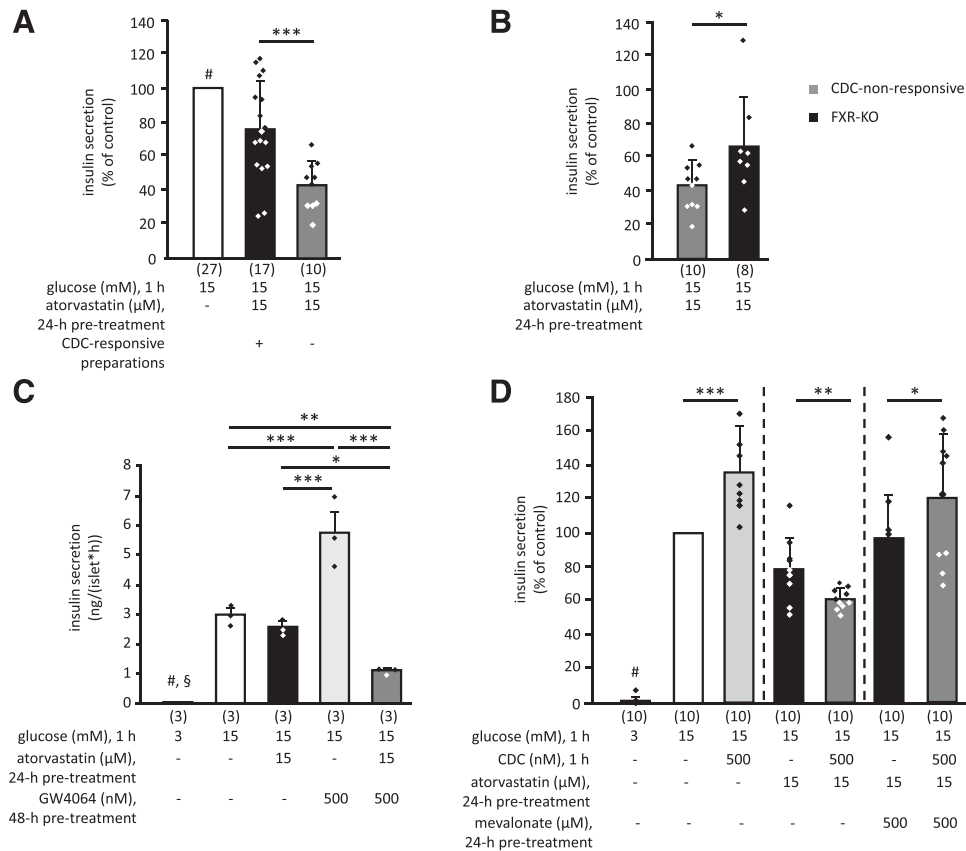 A
140
120
100
80
60
40
20
0
insulin secretion
(% of control)
#
***
(27) (17) (10)
glucose (mM), 1 h 15 15 15
atorvastatin (µM), - 15 15
24-h pre-treatment
CDC-responsive + -
preparations
B
140
120
100
80
60
40
20
0
insulin secretion
(% of control)
*
CDC-non-responsive
FXR-KO
(10) (8)
glucose (mM), 1 h 15 15
atorvastatin (µM), 15 15
24-h pre-treatment
C
**
*** ***
*
***
8
7
6
5
4
3
2
1
0
insulin secretion
(ng/(islet*h))
#, §
(3) (3) (3) (3) (3)
glucose (mM), 1 h 3 15 15 15 15
atorvastatin (µM), - - 15 - 15
24-h pre-treatment
GW4064 (nM), - - - 500 500
48-h pre-treatment
D
180
160
140
120
100
80
60
40
20
0
insulin secretion
(% of control)
*** ** *
#
(10) (10) (10) (10) (10) (10) (10)
glucose (mM), 1 h 3 15 15 15 15 15 15
CDC (nM), 1 h - - 500 - 500 - 500
atorvastatin (µM), - - - 15 15 15 15
24-h pre-treatment
mevalonate (µM), - - - - - 500 500
24-h pre-treatment